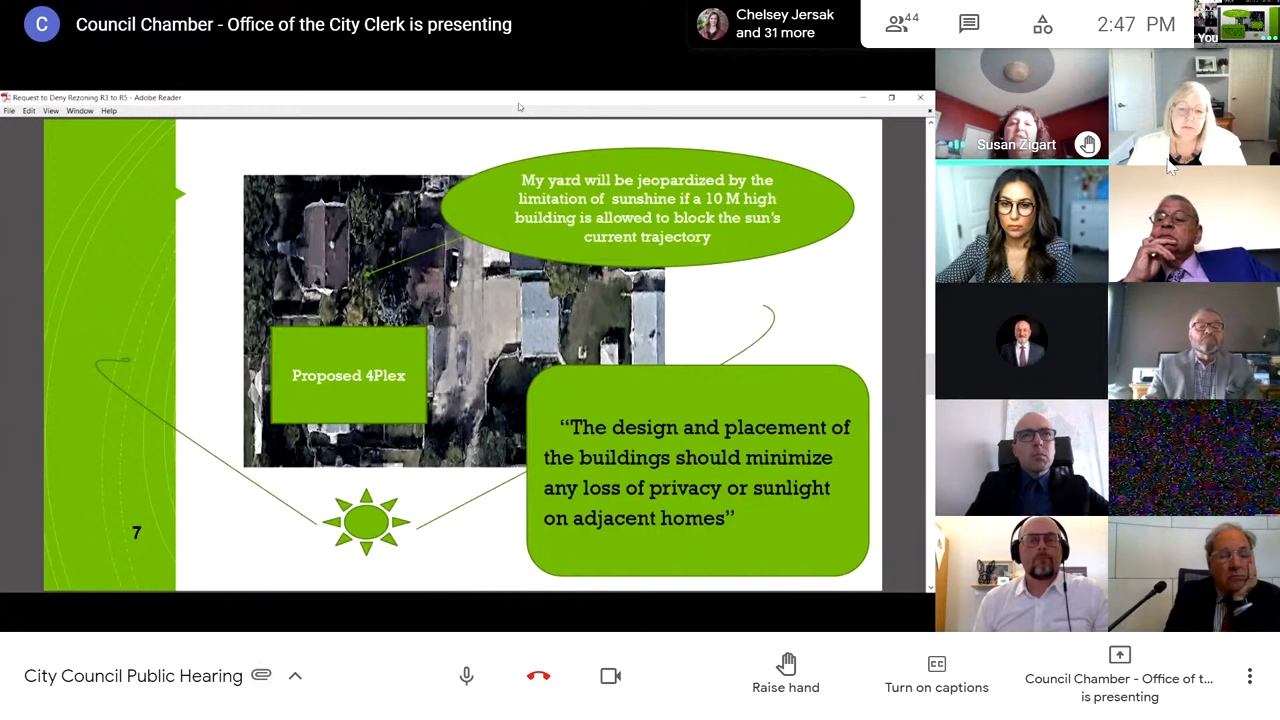 C
Council Chamber - Office of the City Clerk is presenting
Chelsey Jersak
and 31 more
44
2:47 PM
You
Request to Deny Rezoning R3 to R5 - Adobe Reader
File Edit View Window Help
My yard will be jeopardized by the
limitation of sunshine if a 10 M high
building is allowed to block the sun's
current trajectory
Proposed 4Plex
“The design and placement of
the buildings should minimize
any loss of privacy or sunlight
on adjacent homes”
7
Susan Zigart
City Council Public Hearing
Raise hand
Turn on captions
Council Chamber - Office of t...
is presenting